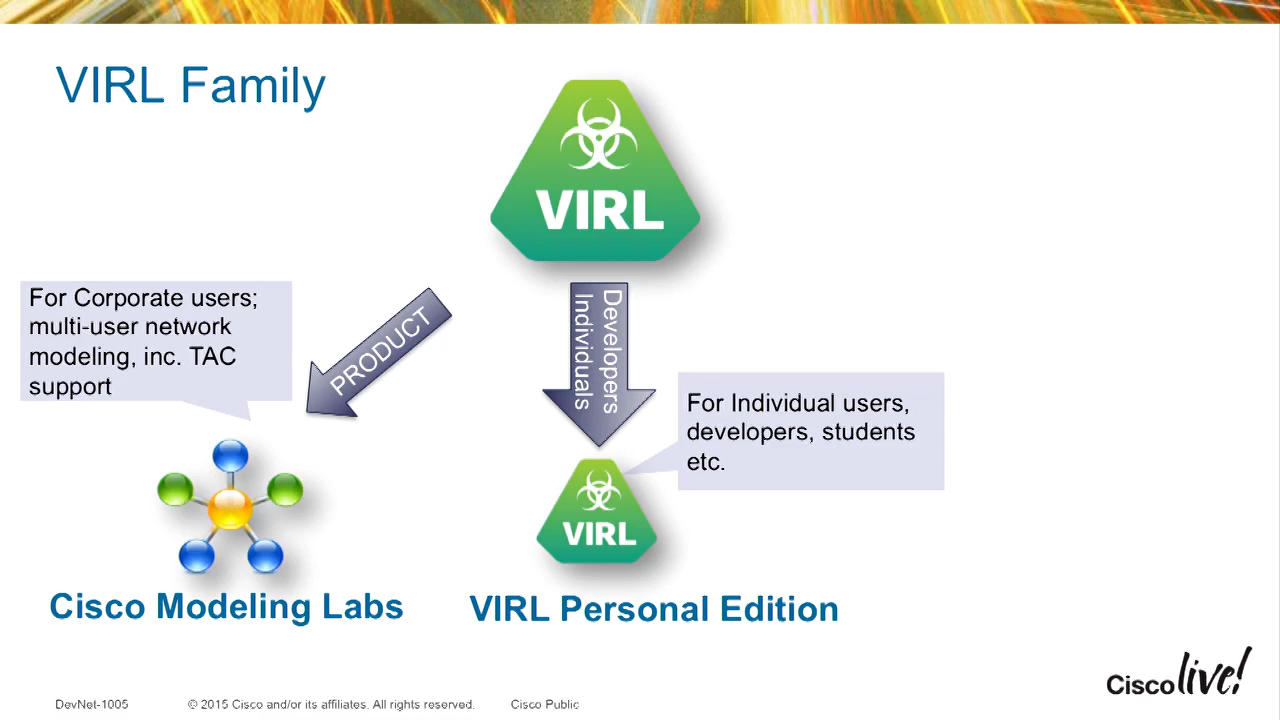 VIRL Family
VIRL
For Corporate users;
multi-user network
modeling, inc. TAC
support
PRODUCT
Developers
Individuals
For Individual users,
developers, students
etc.
VIRL
Cisco Modeling Labs
VIRL Personal Edition
Cisco live!
DevNet-1005
© 2015 Cisco and/or its affiliates. All rights reserved.
Cisco Public